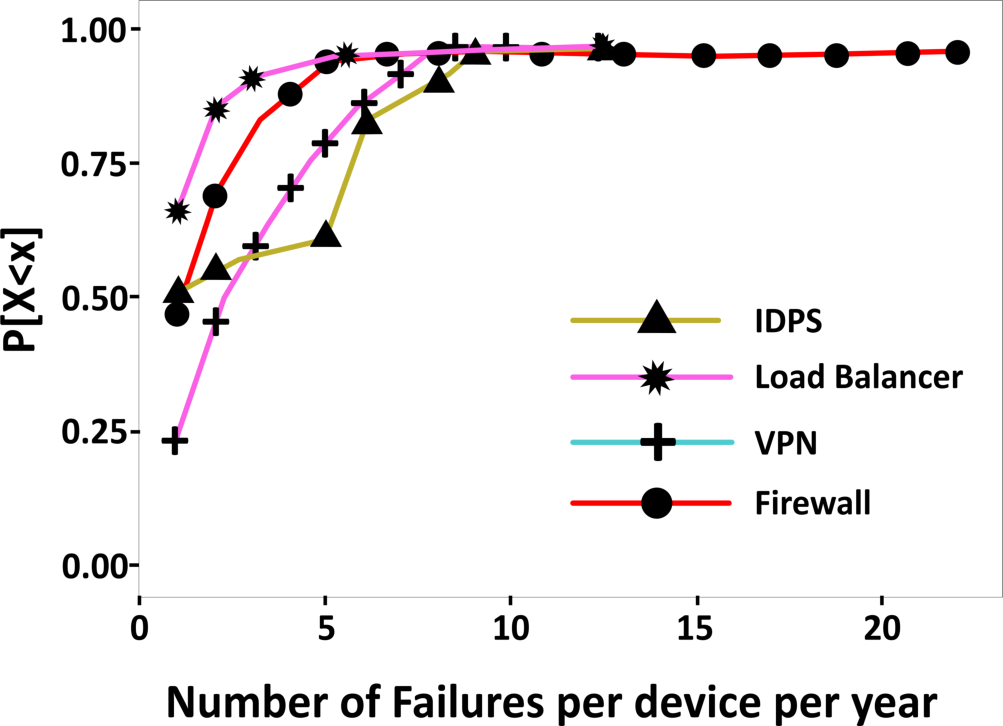 1.00
0.75
0.50
0.25
0.00
P[X<x]
IDPS
Load Balancer
VPN
Firewall
0 5 10 15 20
Number of Failures per device per year